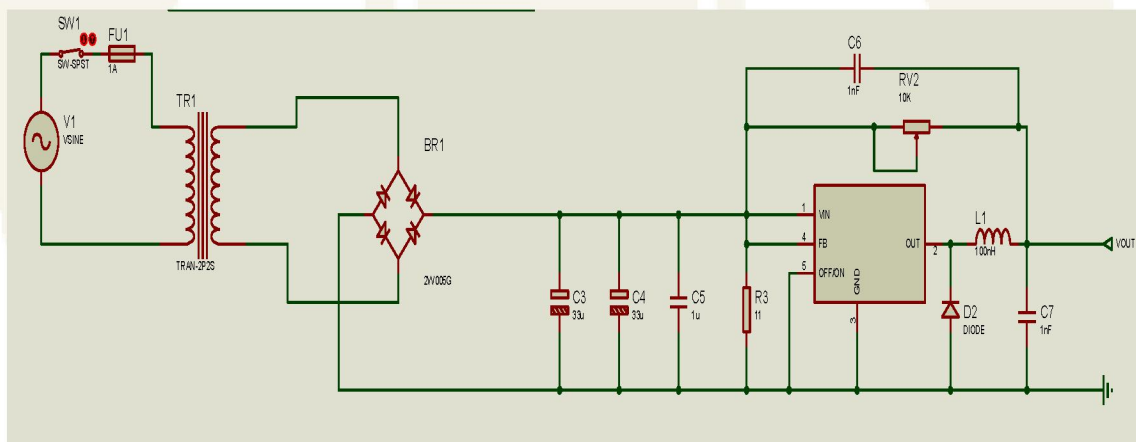 SW1
SW-SPST
FU1
1A
V1
VSINE
TR1
TRAN-2P2S
BR1
2W005G
C3
33u
C4
33u
C5
1u
R3
11
C6
1nF
RV2
10K
1
VIN
4
FB
5
OFF/ON
GND
3
OUT
2
L1
100nH
D2
DIODE
C7
1nF
VOUT